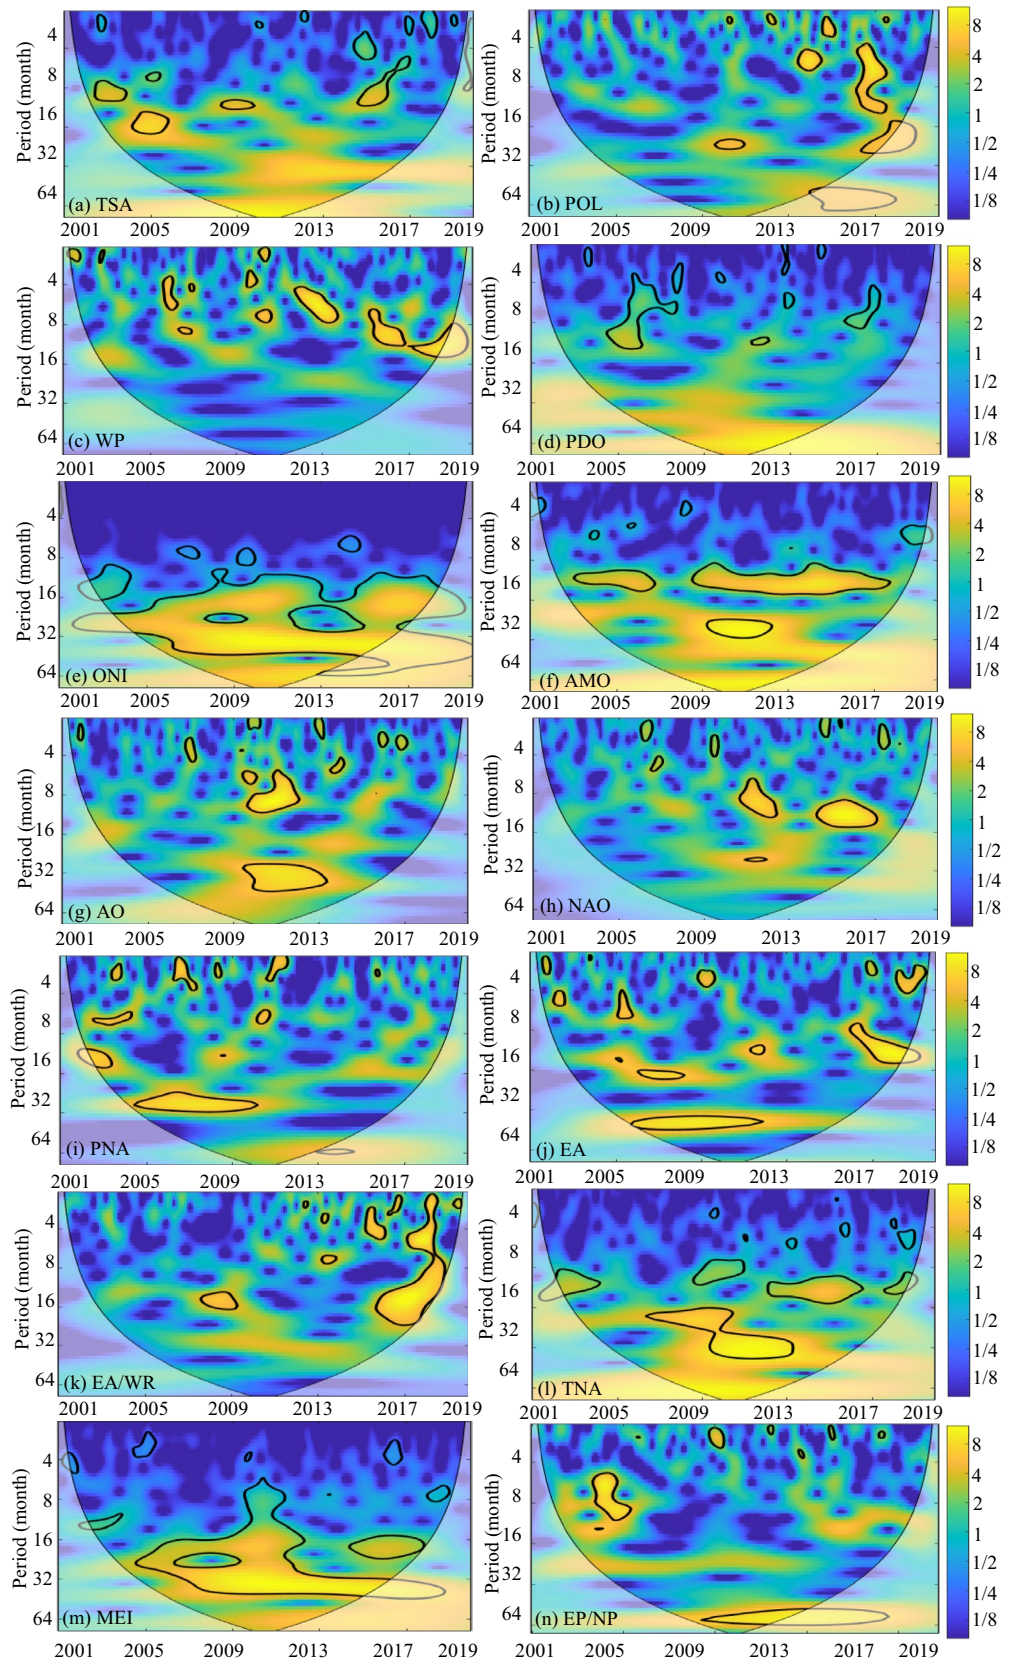 4
8
16
32
64
Period (month)
(a) TSA
2001 2005 2009 2013 2017 2019
4
8
16
32
64
Period (month)
(b) POL
2001 2005 2009 2013 2017 2019
8
4
2
1
1/2
1/4
1/8
4
8
16
32
64
Period (month)
(c) WP
2001 2005 2009 2013 2017 2019
4
8
16
32
64
Period (month)
(d) PDO
2001 2005 2009 2013 2017 2019
8
4
2
1
1/2
1/4
1/8
4
8
16
32
64
Period (month)
(e) ONI
2001 2005 2009 2013 2017 2019
4
8
16
32
64
Period (month)
(f) AMO
2001 2005 2009 2013 2017 2019
8
4
2
1
1/2
1/4
1/8
4
8
16
32
64
Period (month)
(g) AO
2001 2005 2009 2013 2017 2019
4
8
16
32
64
Period (month)
(h) NAO
2001 2005 2009 2013 2017 2019
8
4
2
1
1/2
1/4
1/8
4
8
16
32
64
Period (month)
(i) PNA
2001 2005 2009 2013 2017 2019
4
8
16
32
64
Period (month)
(j) EA
2001 2005 2009 2013 2017 2019
8
4
2
1
1/2
1/4
1/8
4
8
16
32
64
Period (month)
(k) EA/WR
2001 2005 2009 2013 2017 2019
4
8
16
32
64
Period (month)
(l) TNA
2001 2005 2009 2013 2017 2019
8
4
2
1
1/2
1/4
1/8
4
8
16
32
64
Period (month)
(m) MEI
2001 2005 2009 2013 2017 2019
4
8
16
32
64
Period (month)
(n) EP/NP
2001 2005 2009 2013 2017 2019
8
4
2
1
1/2
1/4
1/8